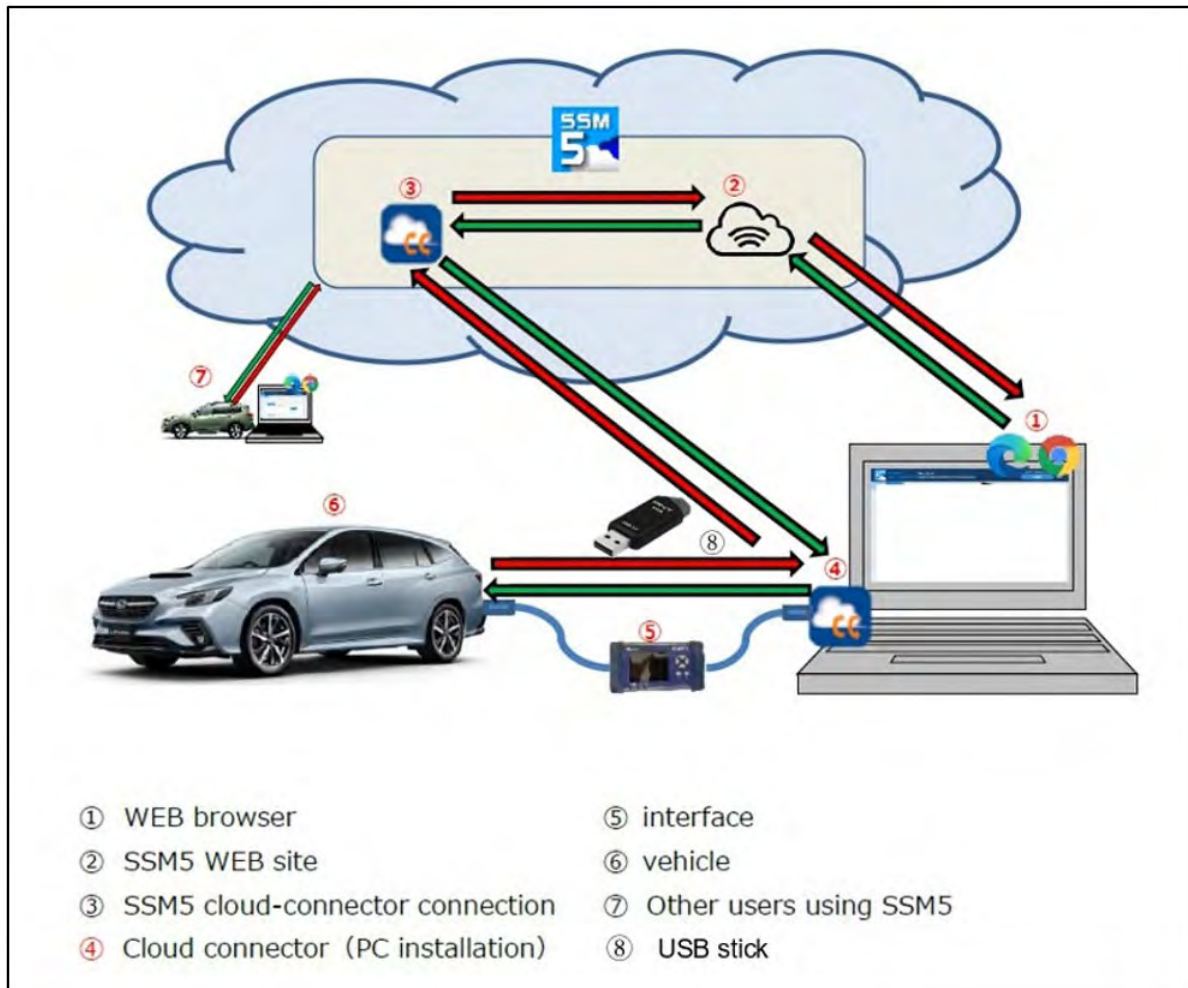 SSM
5
③
②
CC
⑦
①
⑥
⑧
④
CC
⑤
① WEB browser
② SSM5 WEB site
③ SSM5 cloud-connector connection
④ Cloud connector（PC installation）
⑤ interface
⑥ vehicle
⑦ Other users using SSM5
⑧ USB stick